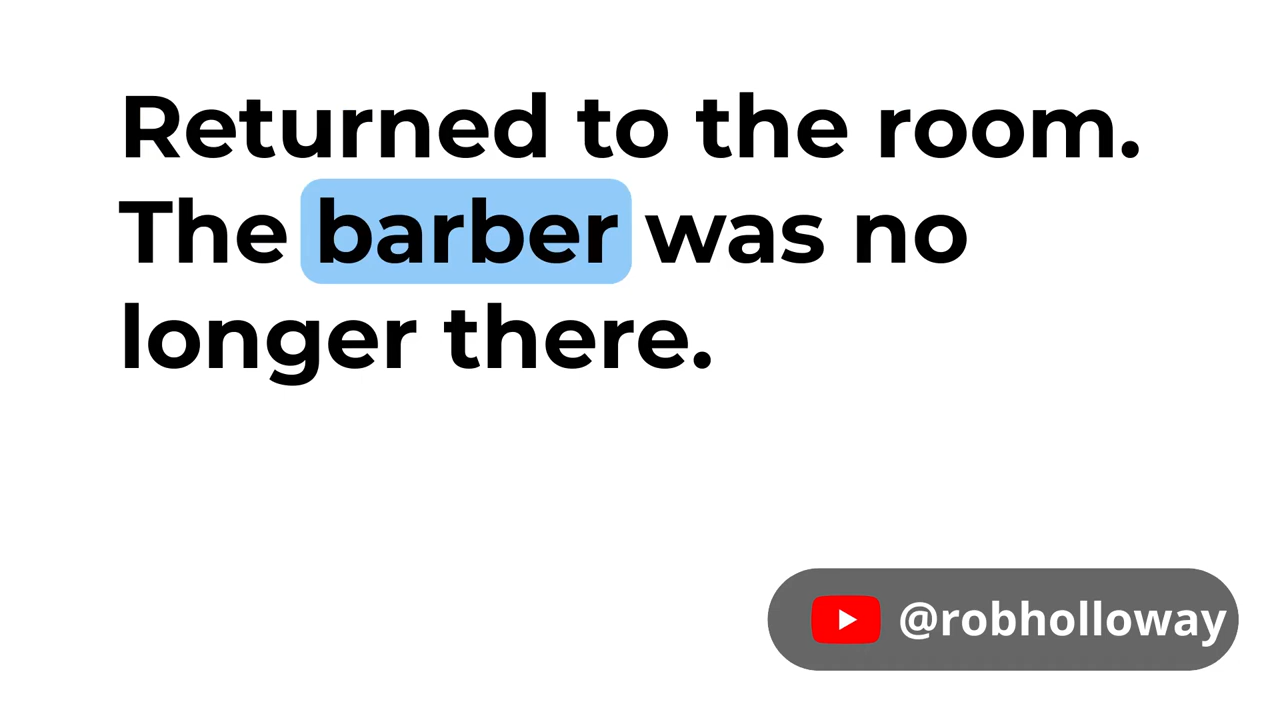 Returned to the room.
The barber was no
longer there.
@robholloway